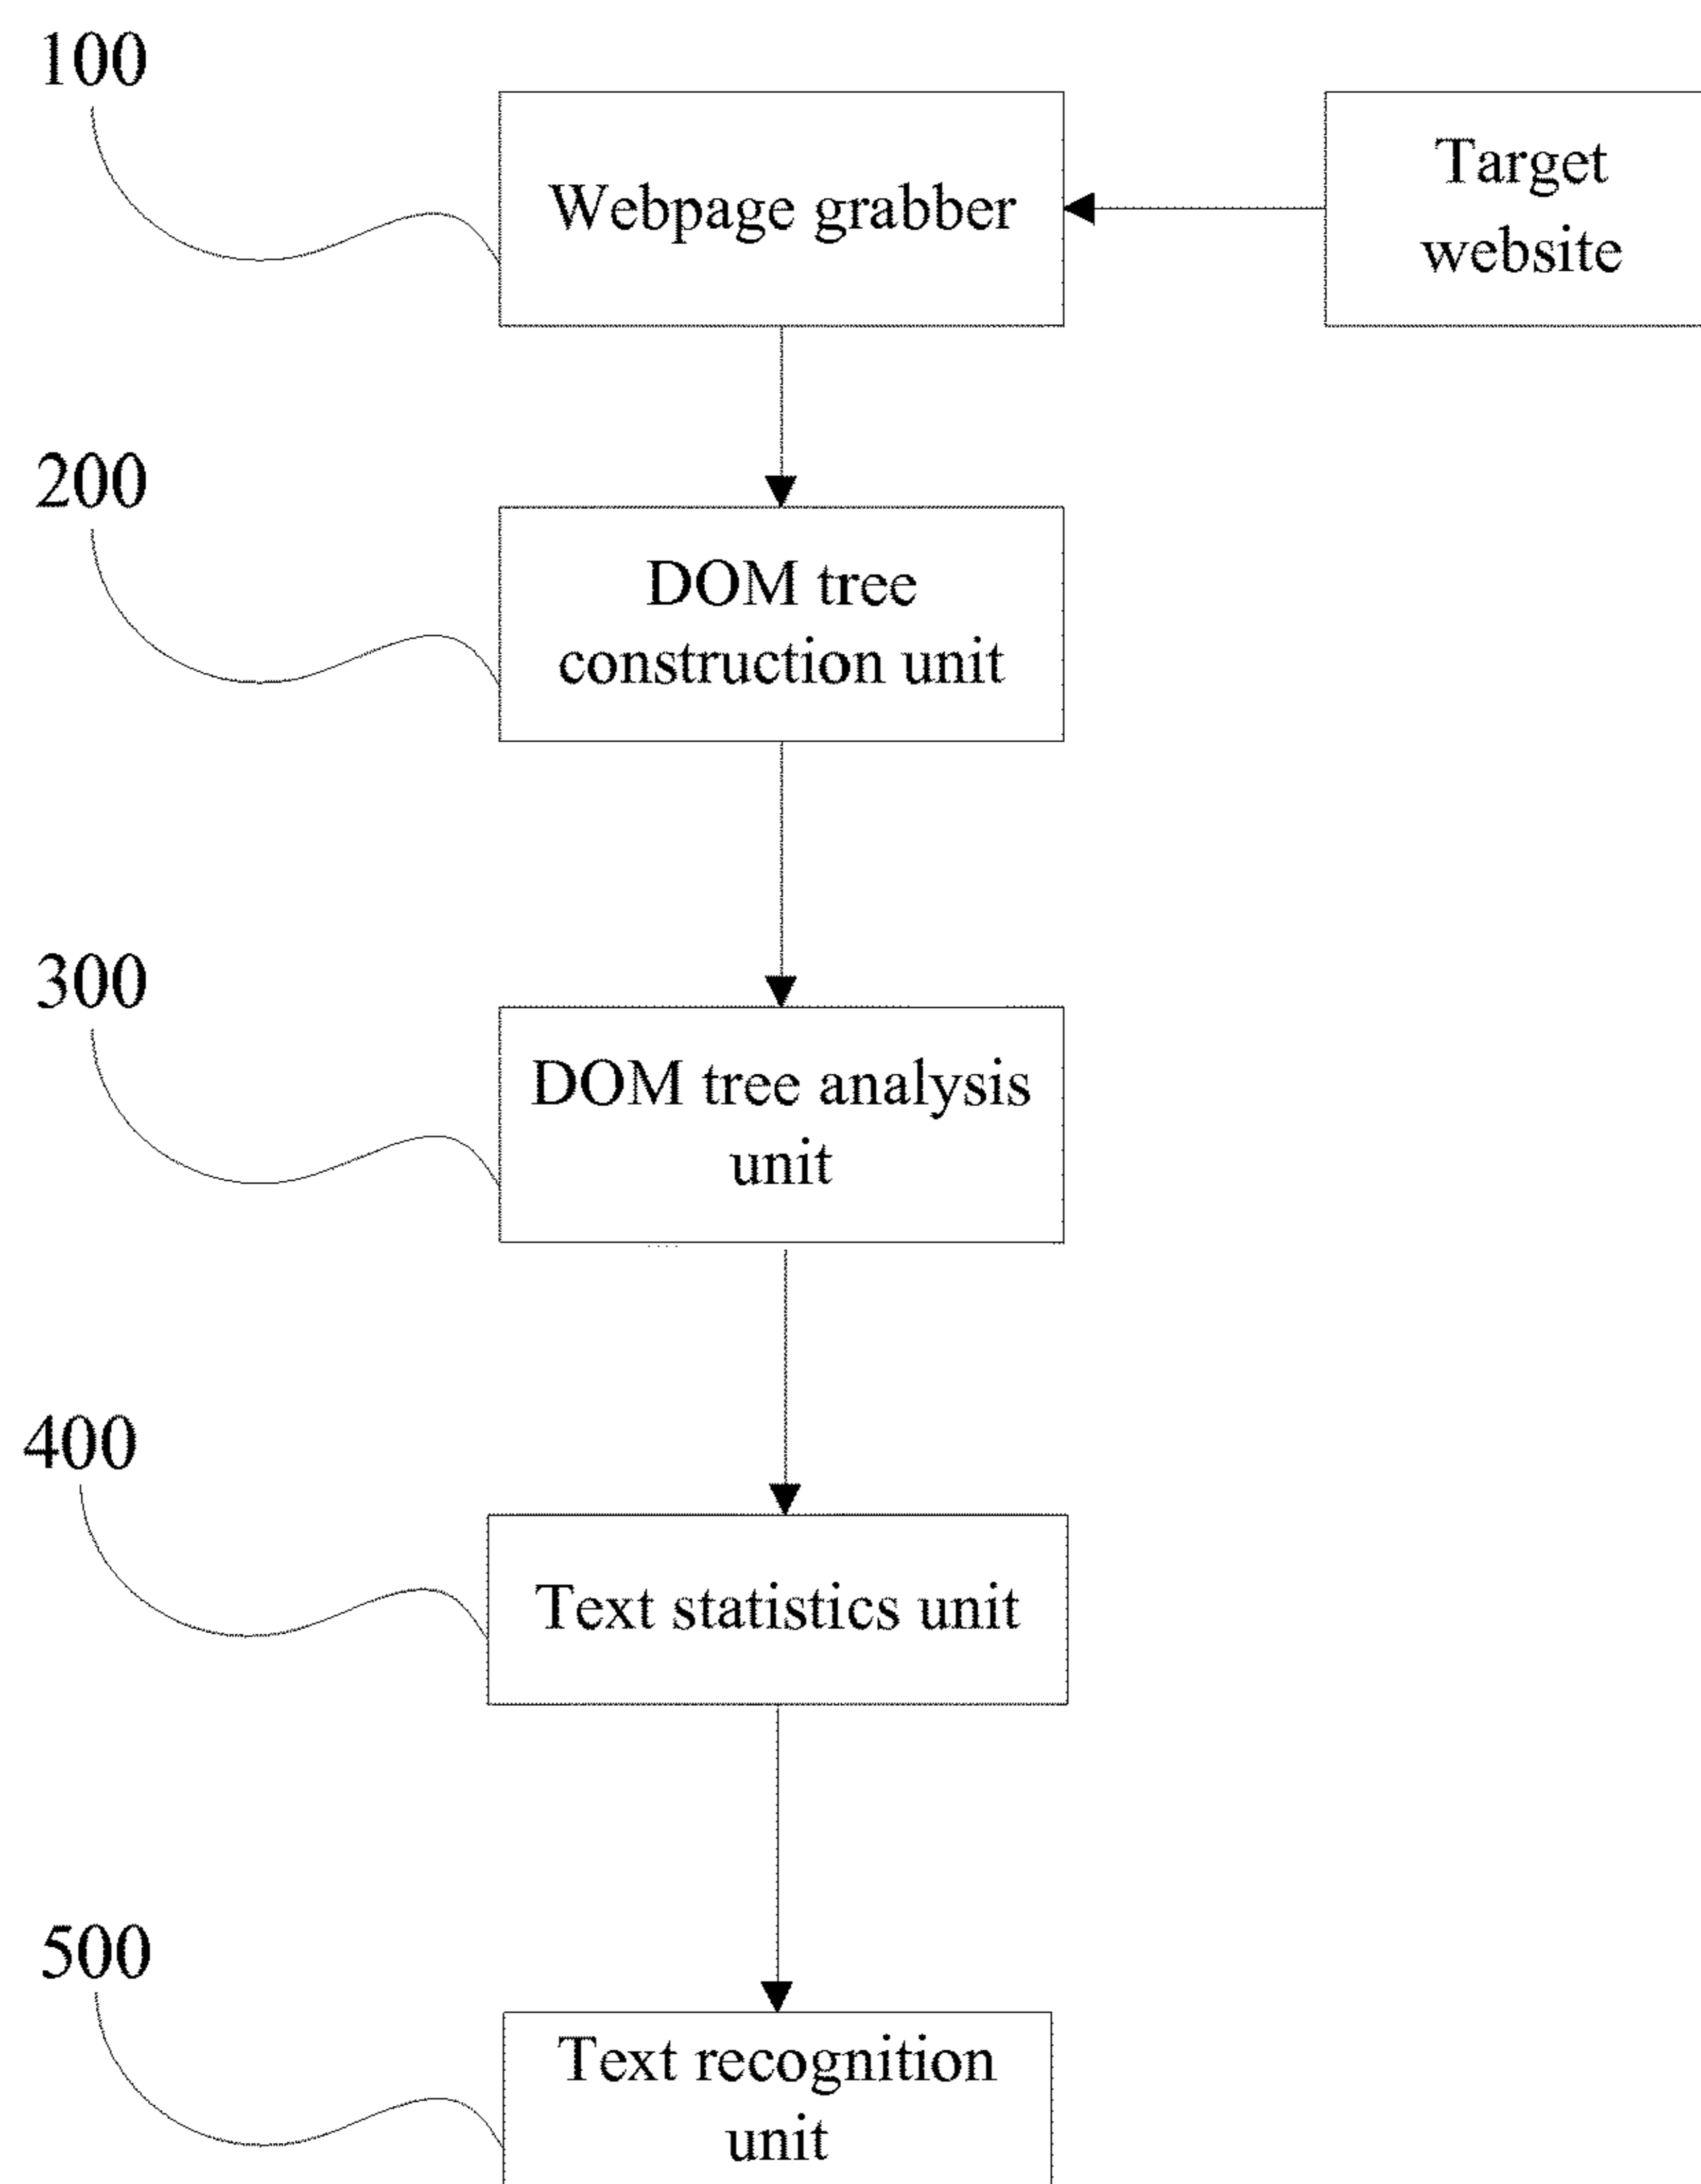 100
Webpage grabber
Target
website
200
DOM tree
construction unit
300
DOM tree analysis
unit
400
Text statistics unit
500
Text recognition
unit